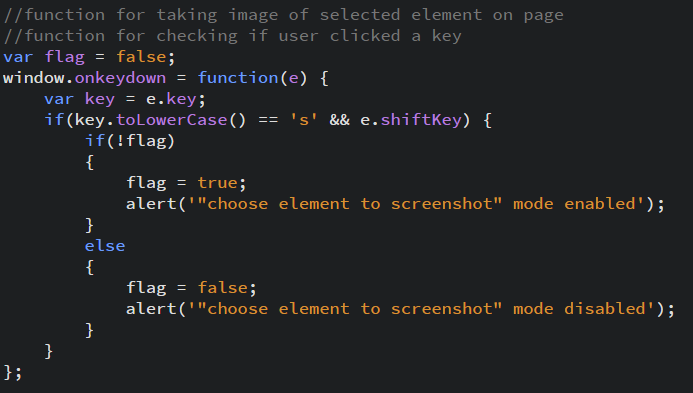 //function for taking image of selected element on page
//function for checking if user clicked a key
var flag = false;
window.onkeydown = function(e) {
    var key = e.key;
    if(key.toLowerCase() == 's' && e.shiftKey) {
        if(!flag)
        {
            flag = true;
            alert('"choose element to screenshot" mode enabled');
        }
        else
        {
            flag = false;
            alert('"choose element to screenshot" mode disabled');
        }
    }
};